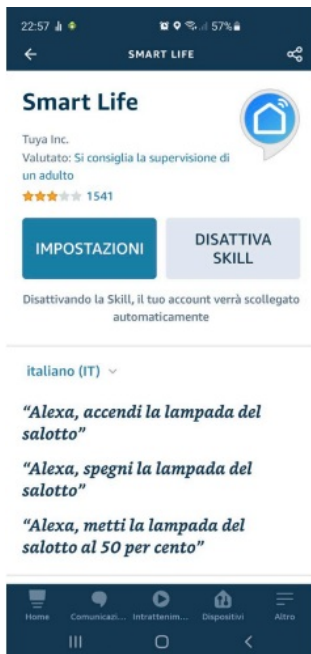 22:57
57%
SMART LIFE
Smart Life
Tuya Inc.
Valutato: Si consiglia la supervisione di
un adulto
1541
IMPOSTAZIONI
DISATTIVA
SKILL
Disattivando la Skill, il tuo account verrà scollegato
automaticamente
italiano (IT)
“Alexa, accendi la lampada del
salotto”
“Alexa, spegni la lampada del
salotto”
“Alexa, metti la lampada del
salotto al 50 per cento”
Home Comunicazi... Intrattenim... Dispositivi Altro